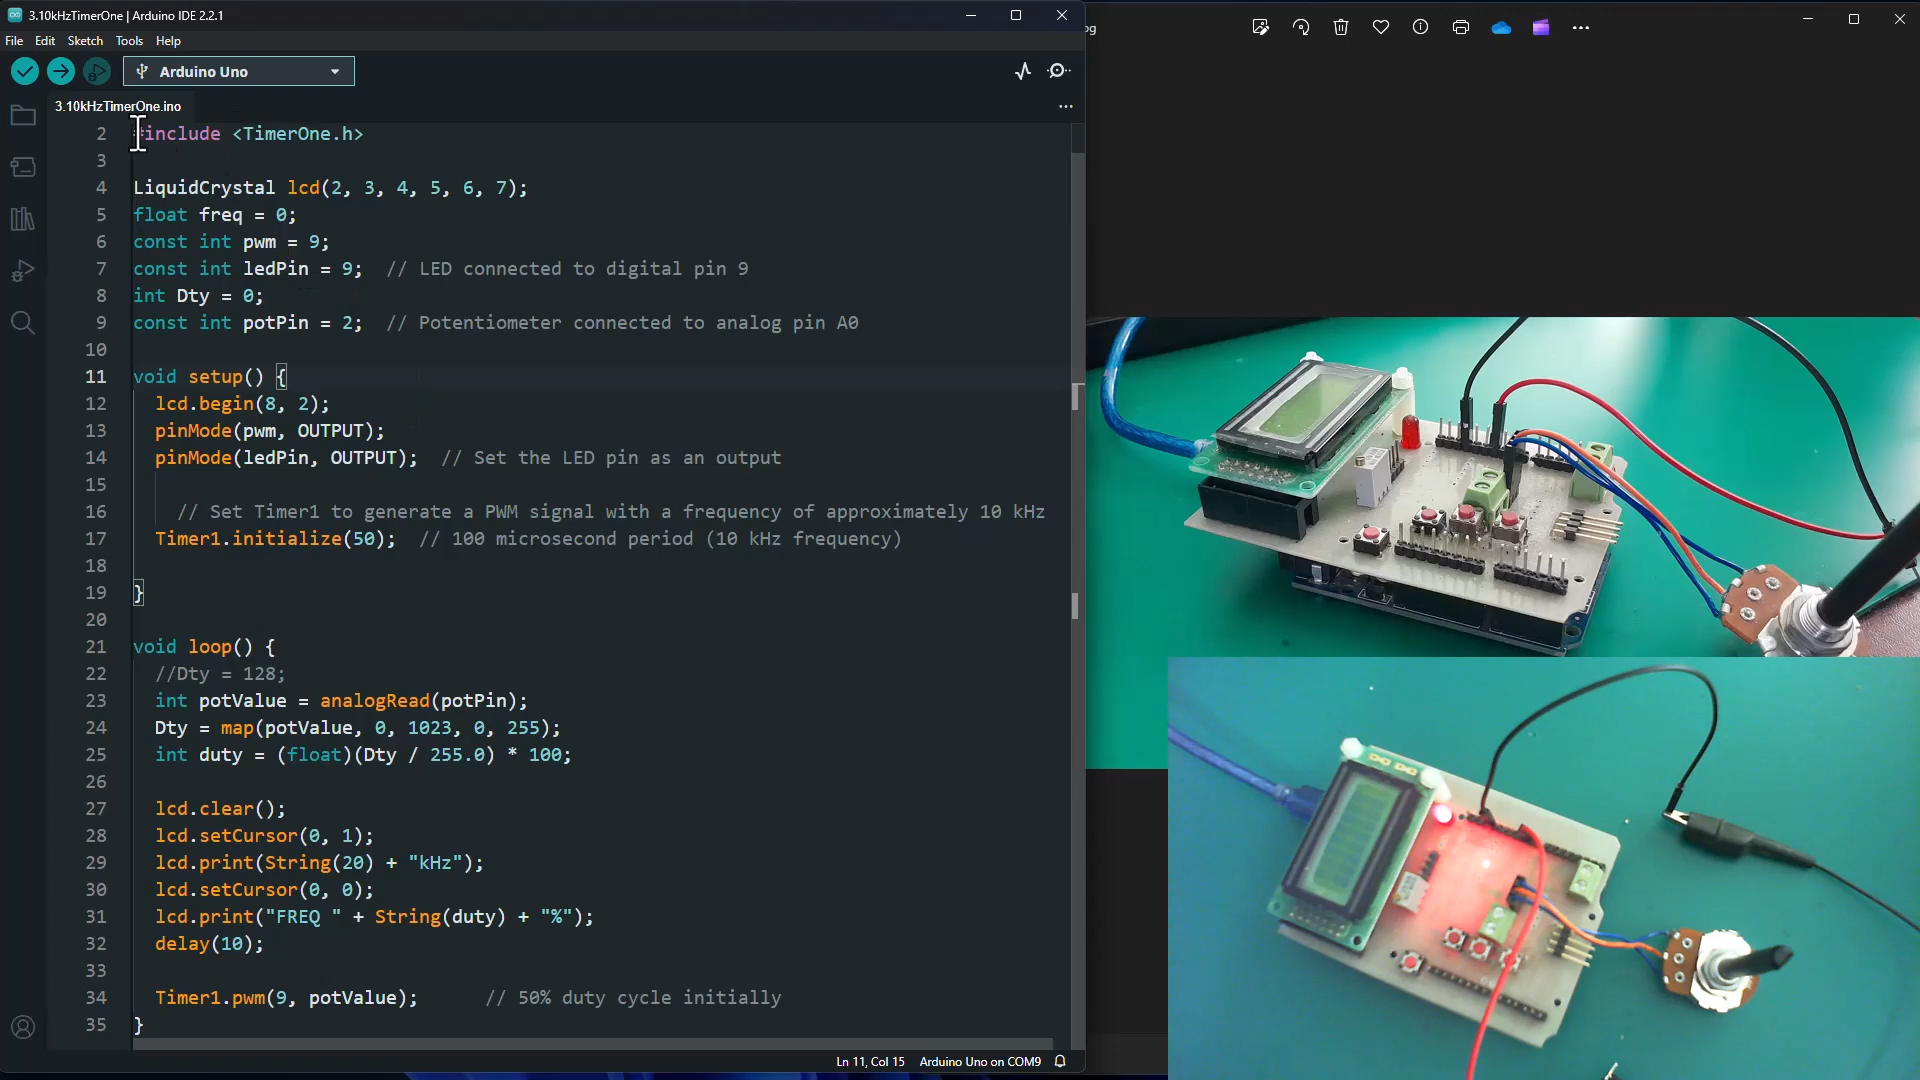 3.10kHzTimerOne | Arduino IDE 2.2.1
File Edit Sketch Tools Help
Arduino Uno
3.10kHzTimerOne.ino
2 #include <TimerOne.h>
3
4 LiquidCrystal lcd(2, 3, 4, 5, 6, 7);
5 float freq = 0;
6 const int pwm = 9;
7 const int ledPin = 9; // LED connected to digital pin 9
8 int Dty = 0;
9 const int potPin = 2; // Potentiometer connected to analog pin A0
10
11 void setup() {
12 lcd.begin(8, 2);
13 pinMode(pwm, OUTPUT);
14 pinMode(ledPin, OUTPUT); // Set the LED pin as an output
15
16 // Set Timer1 to generate a PWM signal with a frequency of approximately 10 kHz
17 Timer1.initialize(50); // 100 microsecond period (10 kHz frequency)
18
19 }
20
21 void loop() {
22 //Dty = 128;
23 int potValue = analogRead(potPin);
24 Dty = map(potValue, 0, 1023, 0, 255);
25 int duty = (float)(Dty / 255.0) * 100;
26
27 lcd.clear();
28 lcd.setCursor(0, 1);
29 lcd.print(String(20) + "kHz");
30 lcd.setCursor(0, 0);
31 lcd.print("FREQ " + String(duty) + "%");
32 delay(10);
33
34 Timer1.pwm(9, potValue); // 50% duty cycle initially
35 }
Ln 11, Col 15 Arduino Uno on COM9